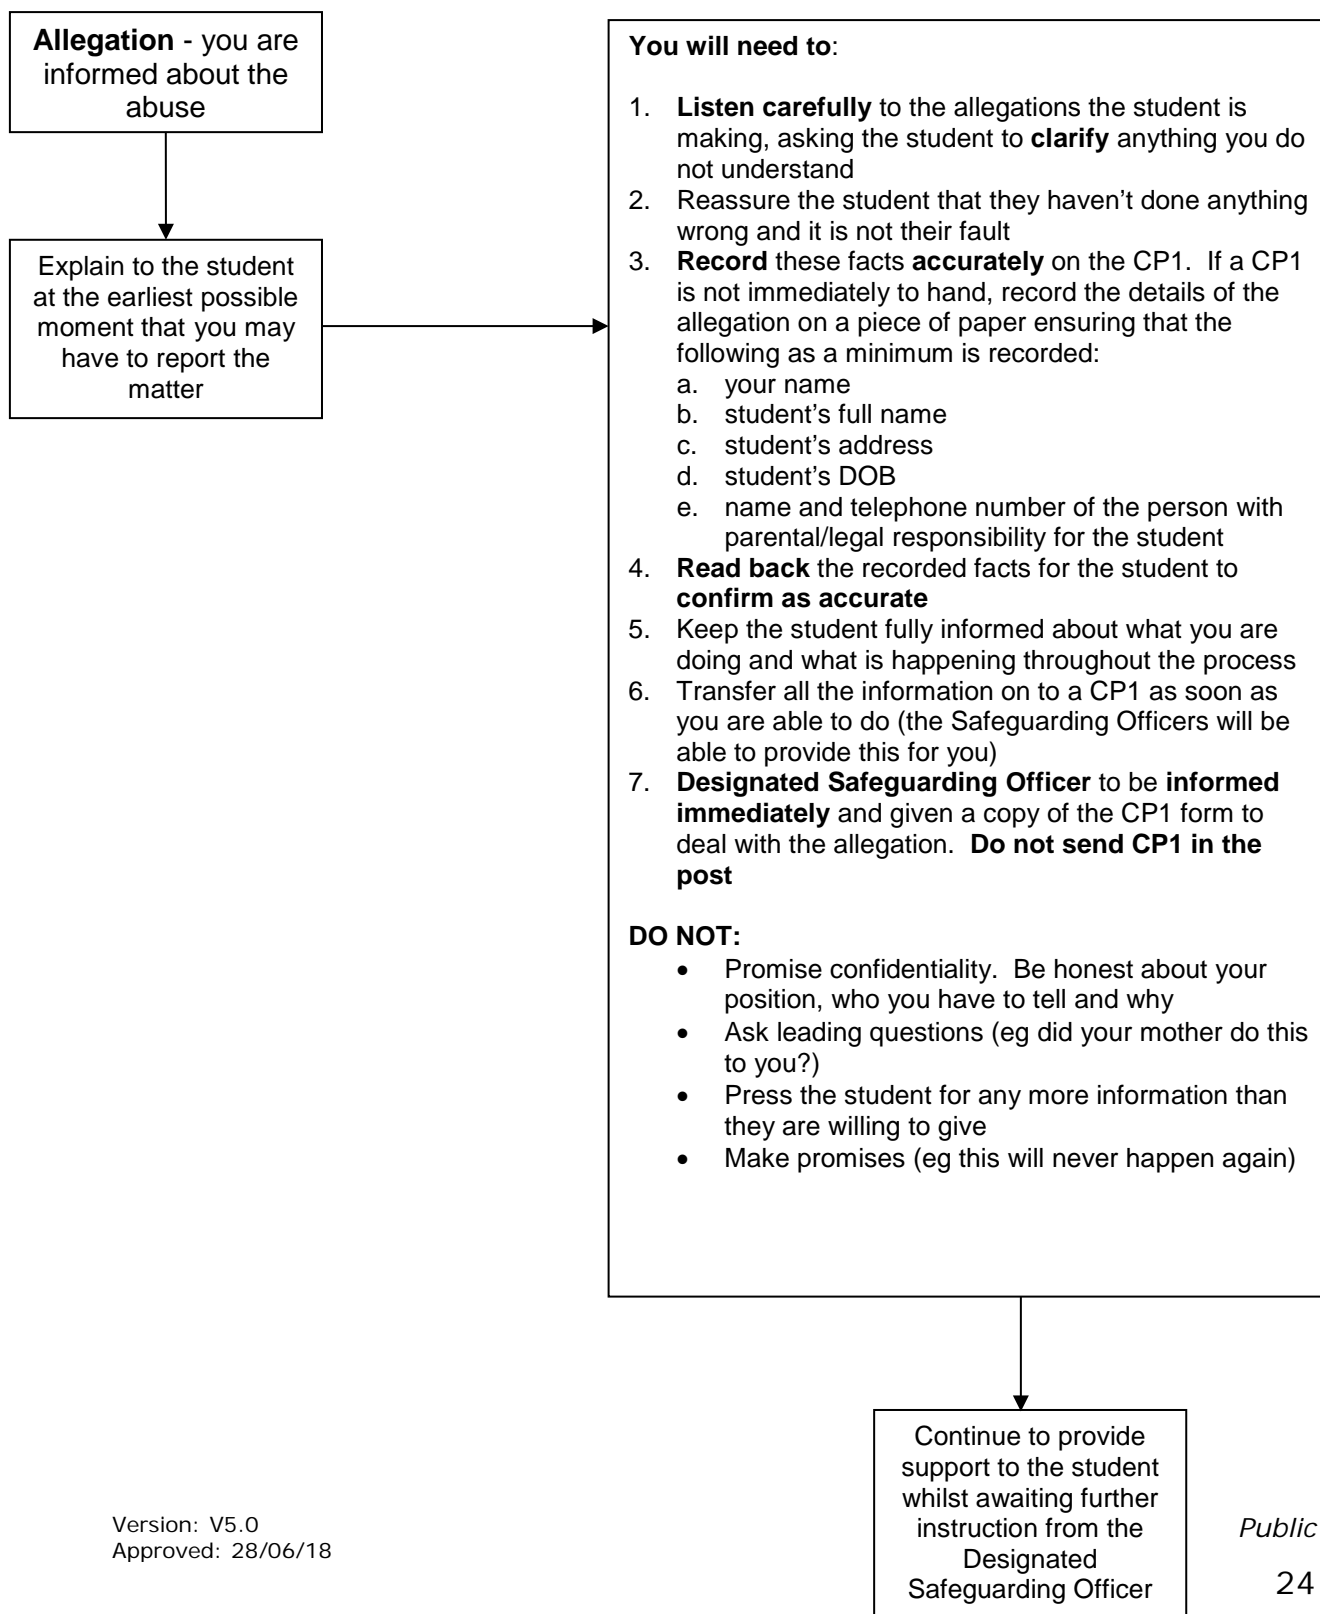 Allegation - you are
informed about the
abuse
Explain to the student
at the earliest possible
moment that you may
have to report the
matter
You will need to:
1. Listen carefully to the allegations the student is
making, asking the student to clarify anything you do
not understand
2. Reassure the student that they haven't done anything
wrong and it is not their fault
3. Record these facts accurately on the CP1.  If a CP1
is not immediately to hand, record the details of the
allegation on a piece of paper ensuring that the
following as a minimum is recorded:
a. your name
b. student's full name
c. student's address
d. student's DOB
e. name and telephone number of the person with
parental/legal responsibility for the student
4. Read back the recorded facts for the student to
confirm as accurate
5. Keep the student fully informed about what you are
doing and what is happening throughout the process
6. Transfer all the information on to a CP1 as soon as
you are able to do (the Safeguarding Officers will be
able to provide this for you)
7. Designated Safeguarding Officer to be informed
immediately and given a copy of the CP1 form to
deal with the allegation.  Do not send CP1 in the
post
DO NOT:
• Promise confidentiality.  Be honest about your
position, who you have to tell and why
• Ask leading questions (eg did your mother do this
to you?)
• Press the student for any more information than
they are willing to give
• Make promises (eg this will never happen again)
Continue to provide
support to the student
whilst awaiting further
instruction from the
Designated
Safeguarding Officer
Version: V5.0
Approved: 28/06/18
Public
24